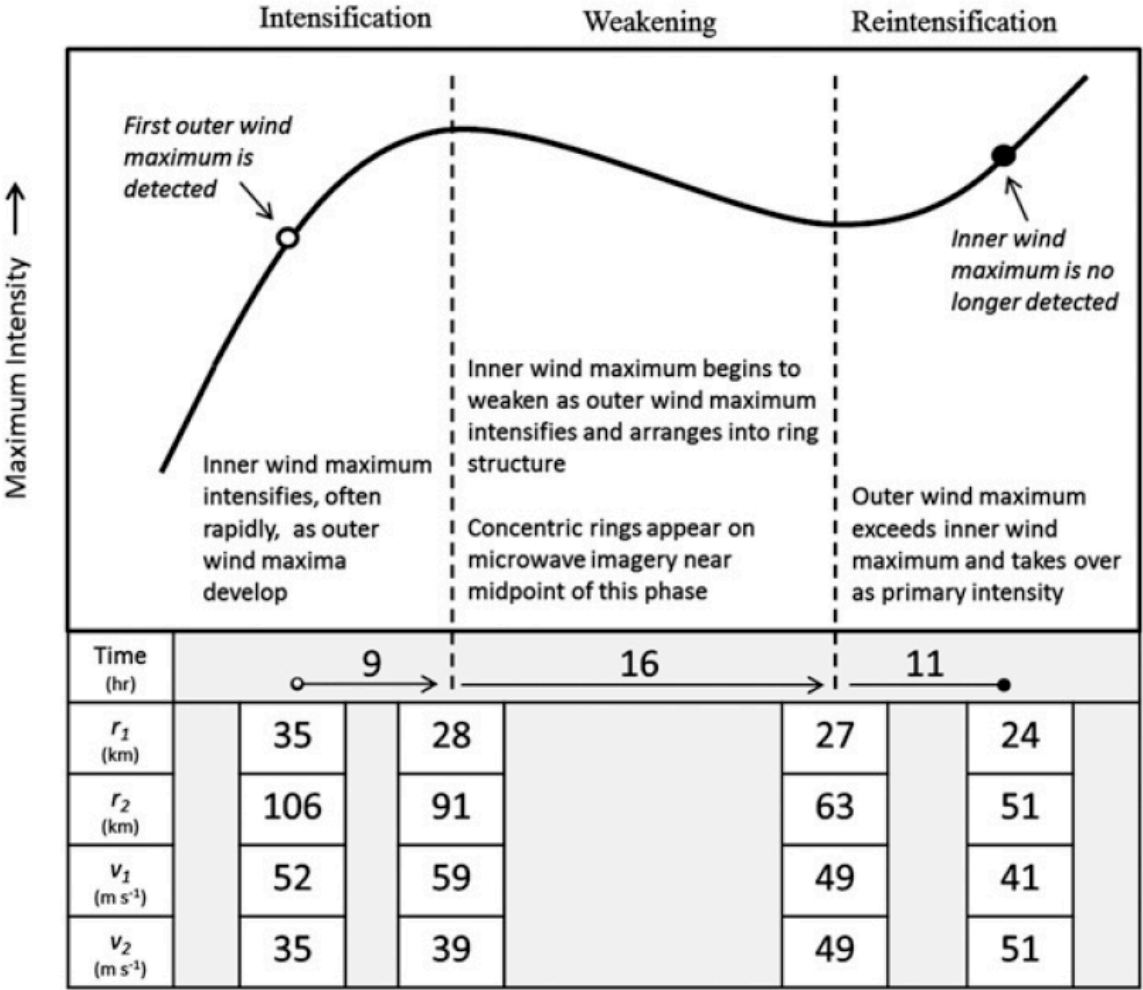 Intensification Weakening Reintensification
First outer wind
maximum is
detected
Inner wind
maximum is no
longer detected
Maximum Intensity →
Inner wind maximum
intensifies, often
rapidly, as outer
wind maxima
develop
Inner wind maximum begins to
weaken as outer wind maximum
intensifies and arranges into ring
structure
Concentric rings appear on
microwave imagery near
midpoint of this phase
Outer wind maximum
exceeds inner wind
maximum and takes over
as primary intensity
Time 9 16 11
(hr)
r₁ 35 28 27 24
(km)
r₂ 106 91 63 51
(km)
v₁ 52 59 49 41
(m s⁻¹)
v₂ 35 39 49 51
(m s⁻¹)